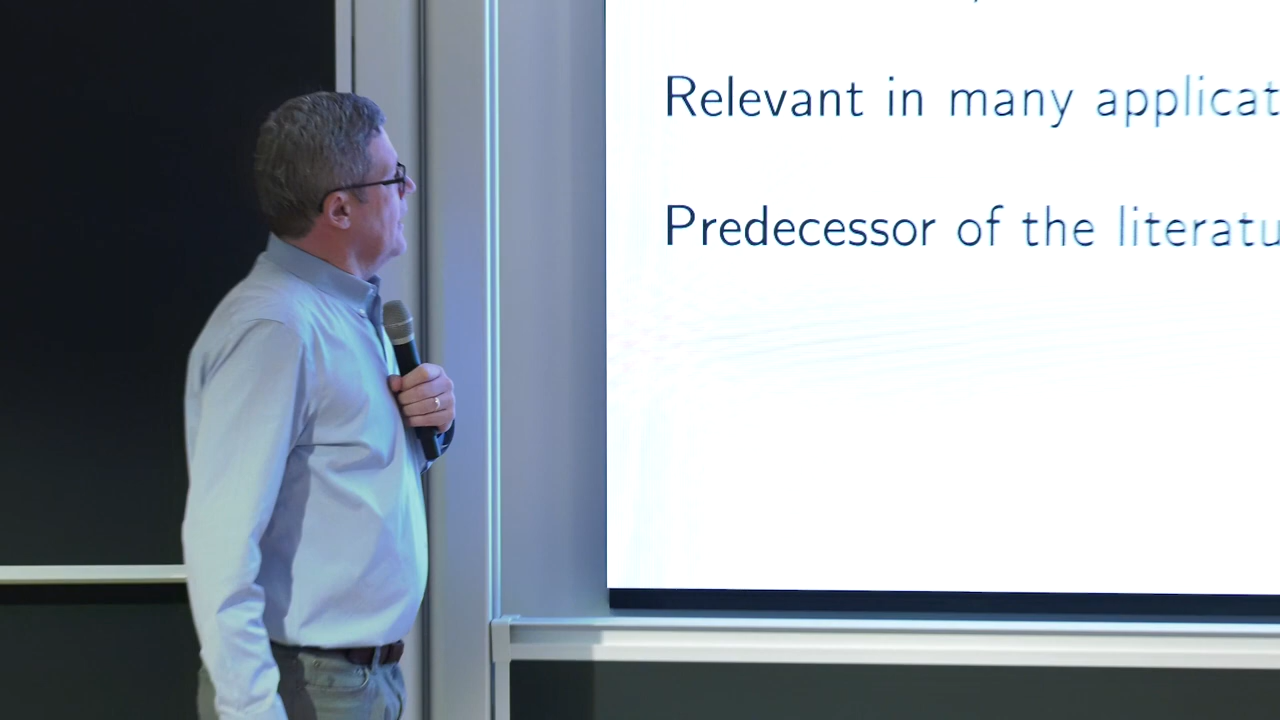 Relevant in many applicat
Predecessor of the literatu